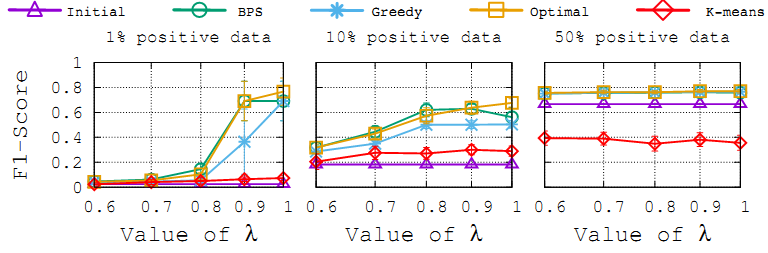 Initial BPS Greedy Optimal K-means
1% positive data 10% positive data 50% positive data
F1-Score
1
0.8
0.6
0.4
0.2
0
0.6 0.7 0.8 0.9 1 0.6 0.7 0.8 0.9 1 0.6 0.7 0.8 0.9 1
Value of λ Value of λ Value of λ